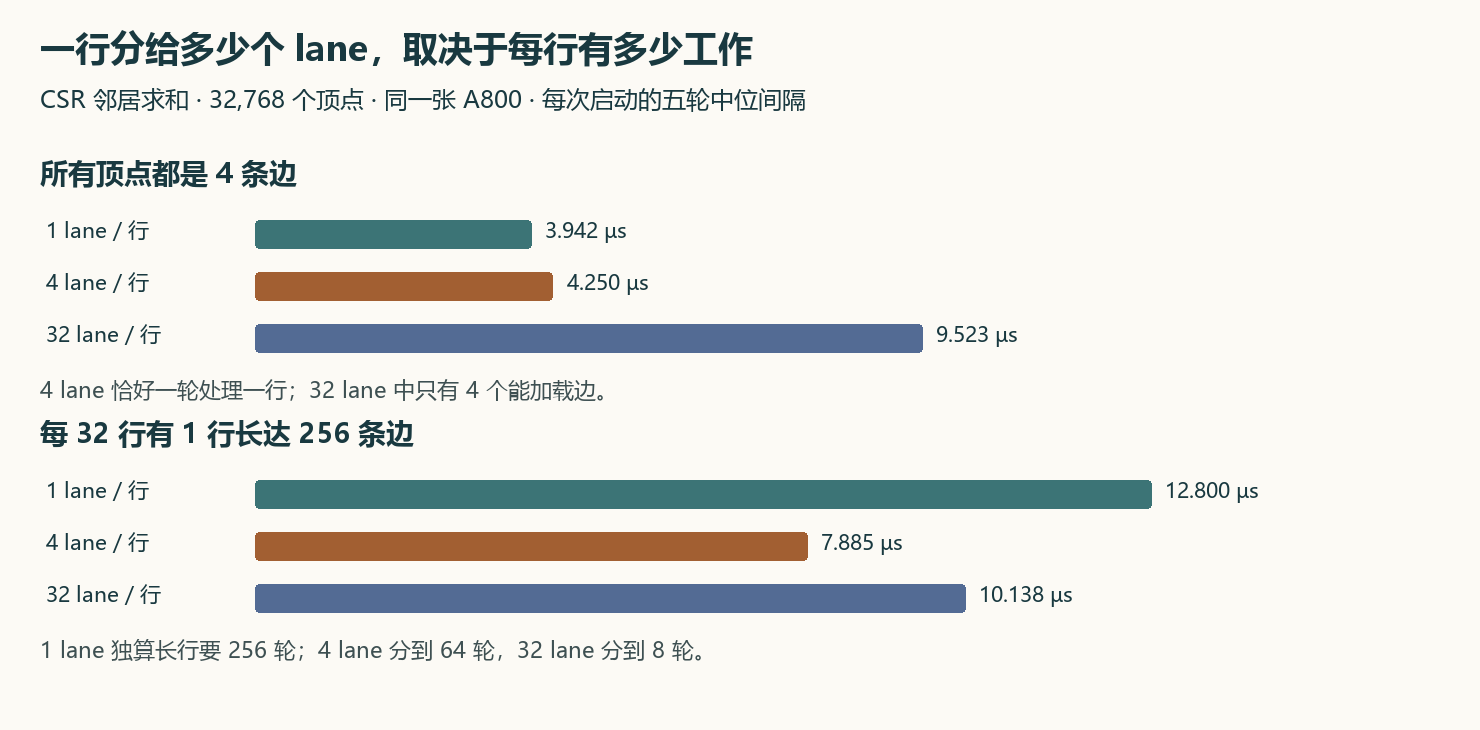 一行分给多少个 lane，取决于每行有多少工作
CSR 邻居求和 · 32,768 个顶点 · 同一张 A800 · 每次启动的五轮中位间隔
所有顶点都是 4 条边
1 lane / 行 3.942 µs
4 lane / 行 4.250 µs
32 lane / 行 9.523 µs
4 lane 恰好一轮处理一行；32 lane 中只有 4 个能加载边。
每 32 行有 1 行长达 256 条边
1 lane / 行 12.800 µs
4 lane / 行 7.885 µs
32 lane / 行 10.138 µs
1 lane 独算长行要 256 轮；4 lane 分到 64 轮，32 lane 分到 8 轮。